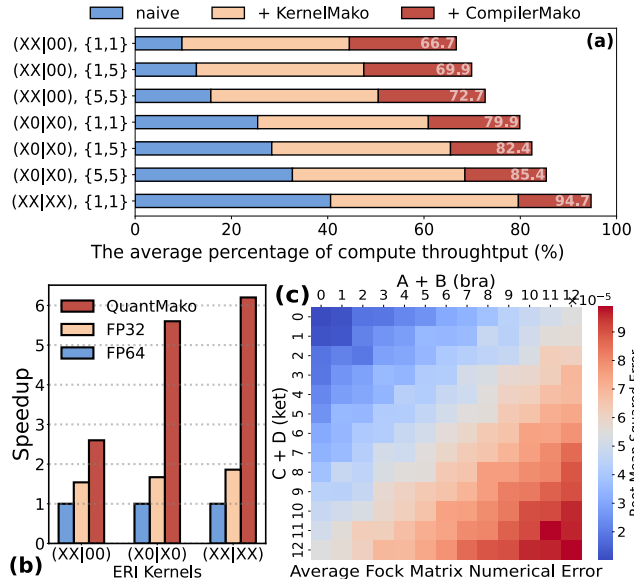 naive + KernelMako + CompilerMako
(a)
(XX|00), {1,1} 66.7
(XX|00), {1,5} 69.9
(XX|00), {5,5} 72.7
(X0|X0), {1,1} 79.9
(X0|X0), {1,5} 82.4
(X0|X0), {5,5} 85.4
(XX|XX), {1,1} 94.7
0 20 40 60 80 100
The average percentage of compute throughtput (%)
6
5
4
3
2
1
0
Speedup
QuantMako
FP32
FP64
(XX|00) (X0|X0) (XX|XX)
ERI Kernels
(b)
(c)
A + B (bra)
0 1 2 3 4 5 6 7 8 9 10 11 12
×10⁻⁵
C + D (ket)
0
1
2
3
4
5
6
7
8
9
10
11
12
9
8
7
6
5
4
3
2
Root Mean Squared Error
Average Fock Matrix Numerical Error